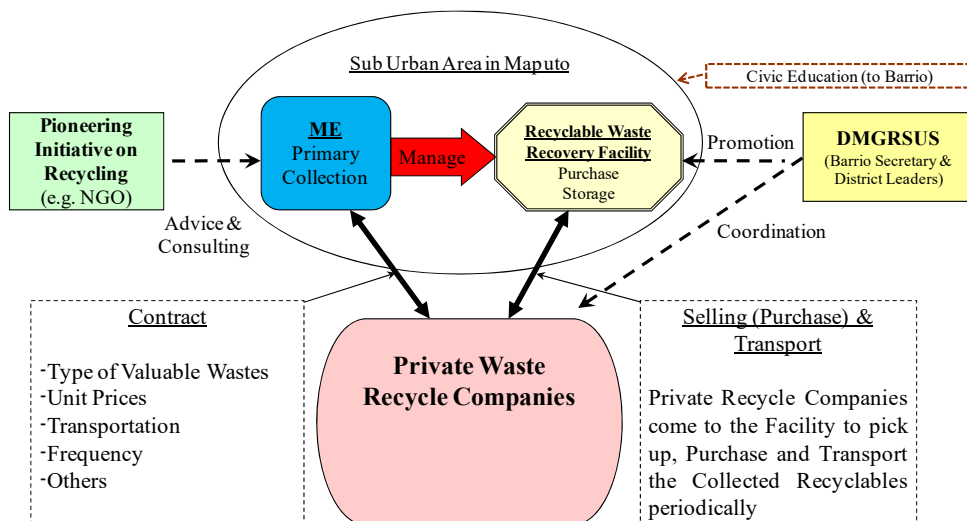 Sub Urban Area in Maputo
Civic Education (to Barrio)
Pioneering
Initiative on
Recycling
(e.g. NGO)
ME
Primary
Collection
Manage
Recyclable Waste
Recovery Facility
Purchase
Storage
Promotion
DMGRSUS
(Barrio Secretary &
District Leaders)
Advice &
Consulting
Coordination
Contract
-Type of Valuable Wastes
-Unit Prices
-Transportation
-Frequency
-Others
Private Waste
Recycle Companies
Selling (Purchase) &
Transport
Private Recycle Companies
come to the Facility to pick
up, Purchase and Transport
the Collected Recyclables
periodically